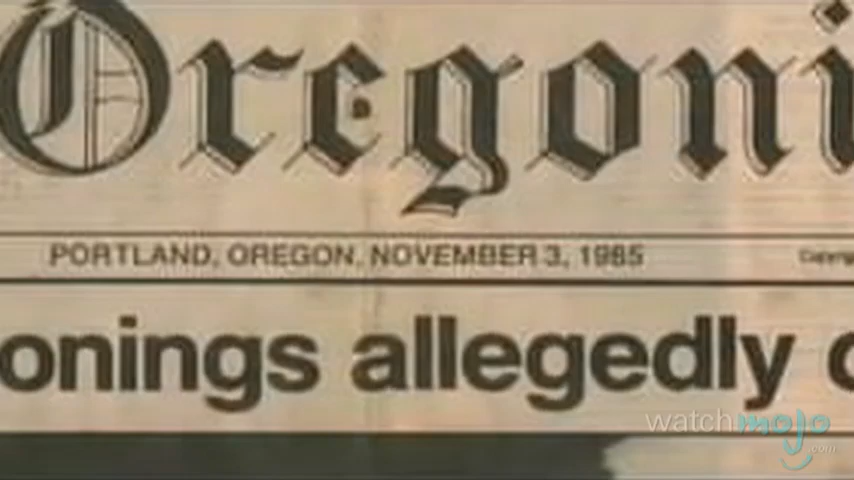 Oregoni
PORTLAND, OREGON, NOVEMBER 3, 1985
onings allegedly
watchmojo
.com